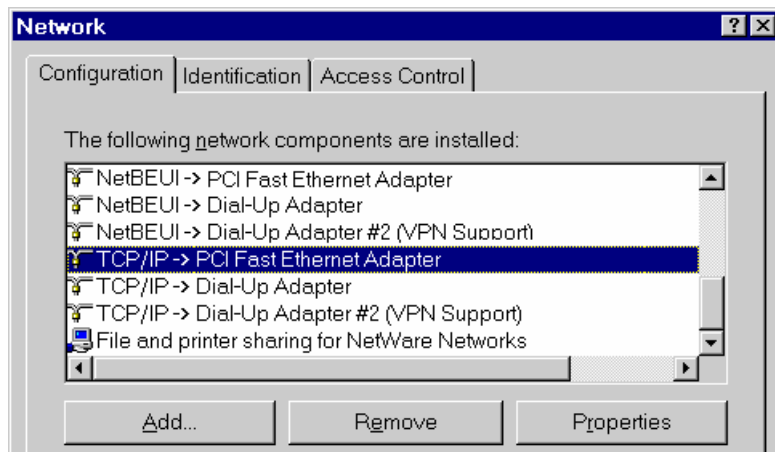 Network
Configuration Identification Access Control
The following network components are installed:
NetBEUI -> PCI Fast Ethernet Adapter
NetBEUI -> Dial-Up Adapter
NetBEUI -> Dial-Up Adapter #2 (VPN Support)
TCP/IP -> PCI Fast Ethernet Adapter
TCP/IP -> Dial-Up Adapter
TCP/IP -> Dial-Up Adapter #2 (VPN Support)
File and printer sharing for NetWare Networks
Add... Remove Properties